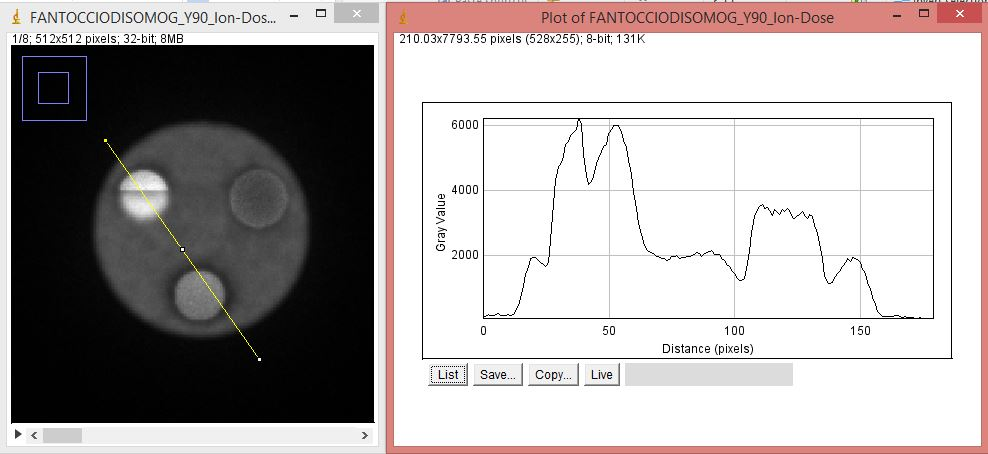 FANTOCCIODISOMOG_Y90_Ion-Dos...
1/8; 512x512 pixels; 32-bit; 8MB
Plot of FANTOCCIODISOMOG_Y90_Ion-Dose
210.03x7793.55 pixels (528x255); 8-bit; 131K
6000
4000
2000
Gray Value
0
50
100
150
Distance (pixels)
List
Save...
Copy...
Live